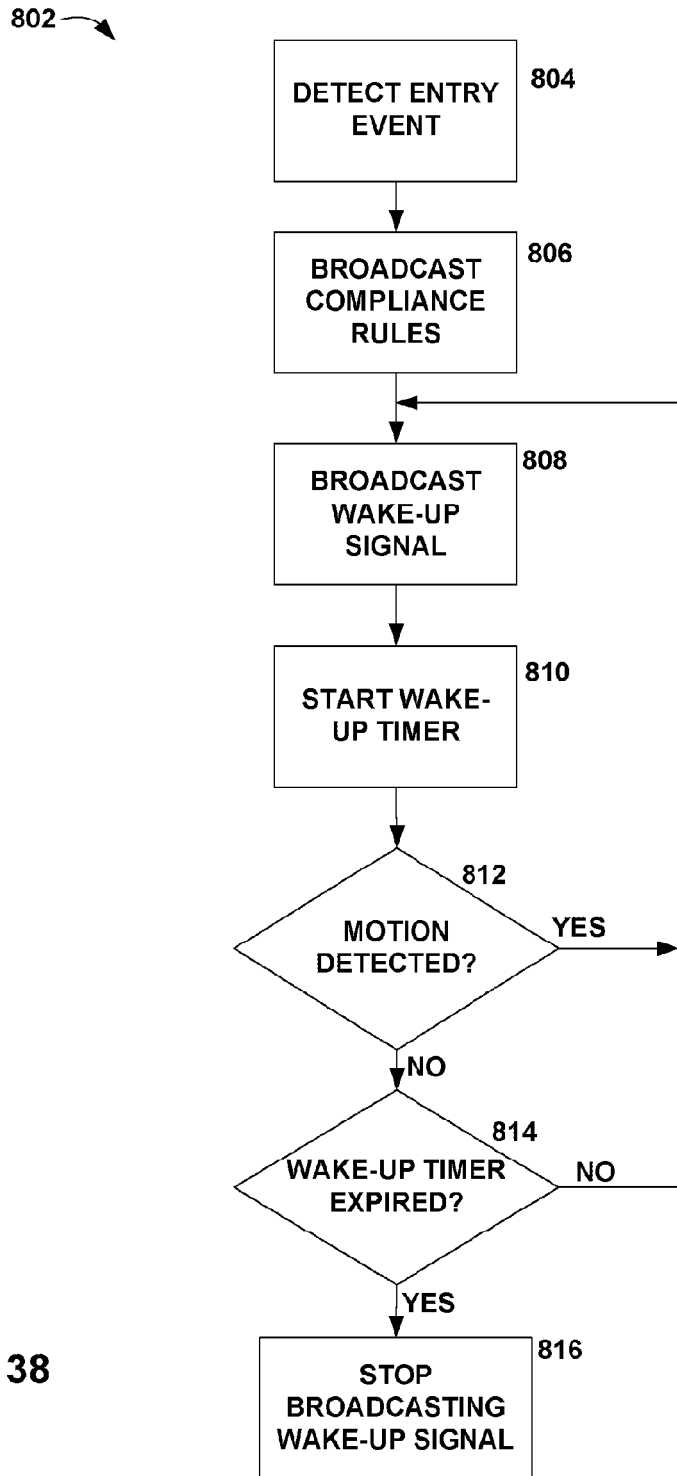 802
DETECT ENTRY
EVENT
804
BROADCAST
COMPLIANCE
RULES
806
BROADCAST
WAKE-UP
SIGNAL
808
START WAKE-
UP TIMER
810
812
MOTION
DETECTED?
YES
NO
814
WAKE-UP TIMER
EXPIRED?
NO
YES
816
STOP
BROADCASTING
WAKE-UP SIGNAL
38